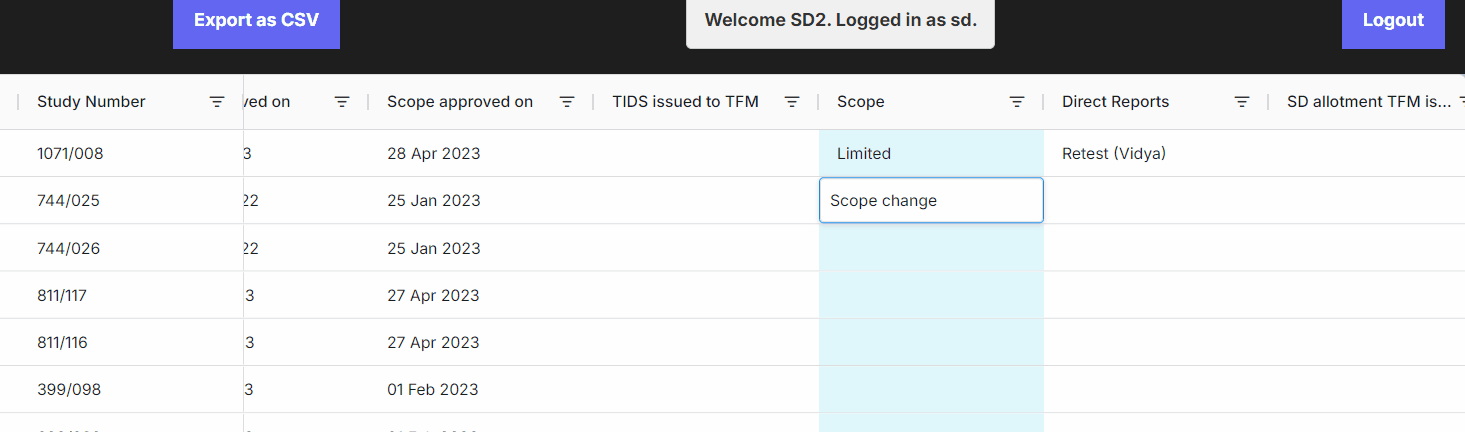 Export as CSV
Welcome SD2. Logged in as sd.
Logout
Study Number ved on Scope approved on TIDS issued to TFM Scope Direct Reports SD allotment TFM is...
1071/008 3 28 Apr 2023 Limited Retest (Vidya)
744/025 22 25 Jan 2023 Scope change
744/026 22 25 Jan 2023
811/117 3 27 Apr 2023
811/116 3 27 Apr 2023
399/098 3 01 Feb 2023